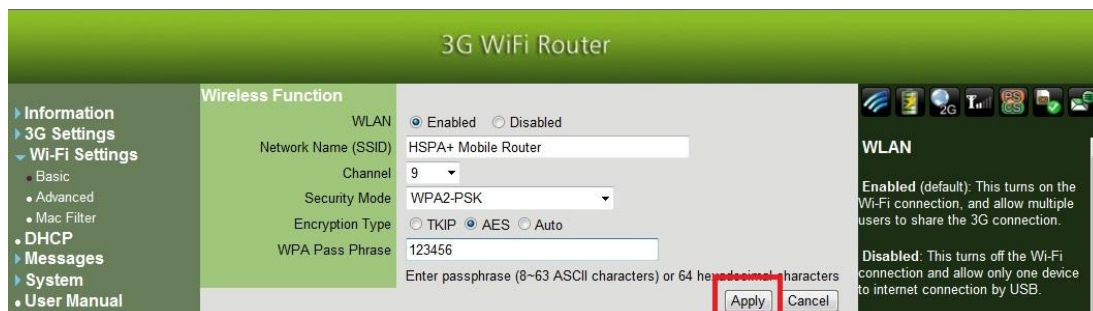 3G WiFi Router
Information
3G Settings
Wi-Fi Settings
Basic
Advanced
Mac Filter
DHCP
Messages
System
User Manual
Wireless Function
WLAN Enabled Disabled
Network Name (SSID) HSPA+ Mobile Router
Channel 9
Security Mode WPA2-PSK
Encryption Type TKIP AES Auto
WPA Pass Phrase 123456
Enter passphrase (8~63 ASCII characters) or 64 hexadecimal characters
Apply Cancel
2G
PS
CS
WLAN
Enabled (default): This turns on the
Wi-Fi connection, and allow multiple
users to share the 3G connection.
Disabled: This turns off the Wi-Fi
connection and allow only one device
to internet connection by USB.